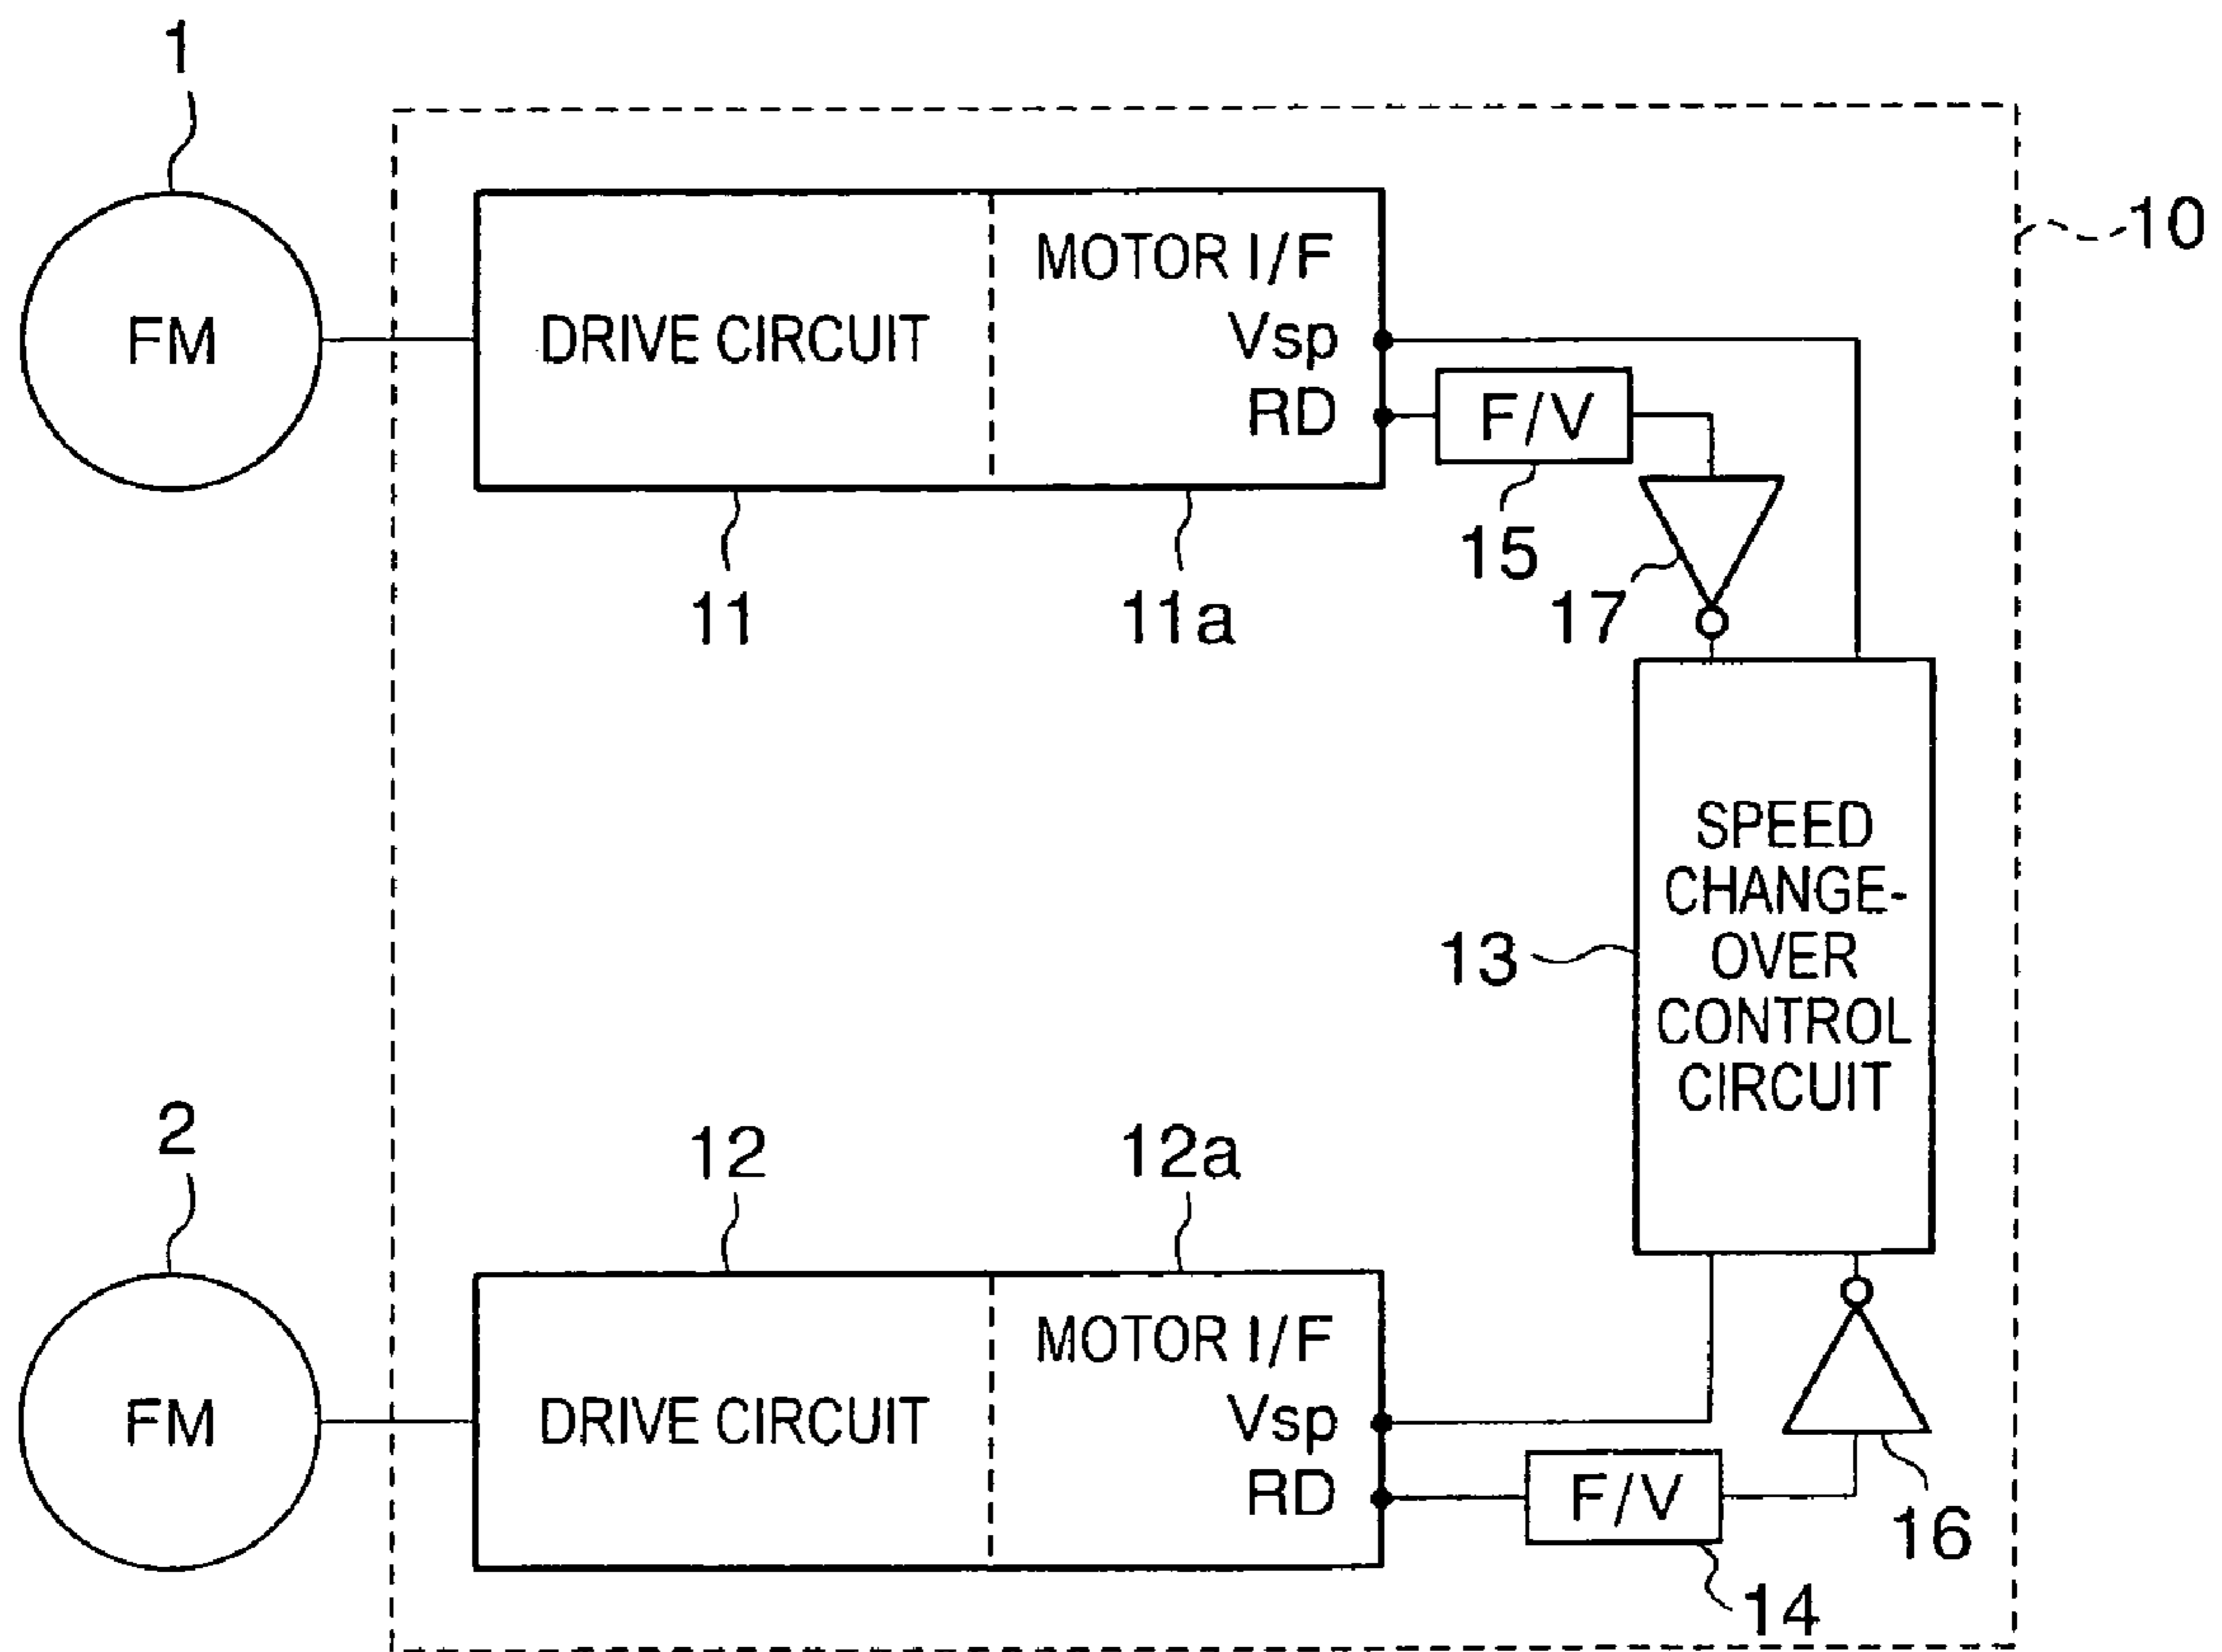 1
10
FM
DRIVE CIRCUIT
MOTOR I/F
Vsp
RD
F/V
15
17
11
11a
SPEED
CHANGE-
OVER
CONTROL
CIRCUIT
13
2
12
12a
FM
DRIVE CIRCUIT
MOTOR I/F
Vsp
RD
F/V
16
14